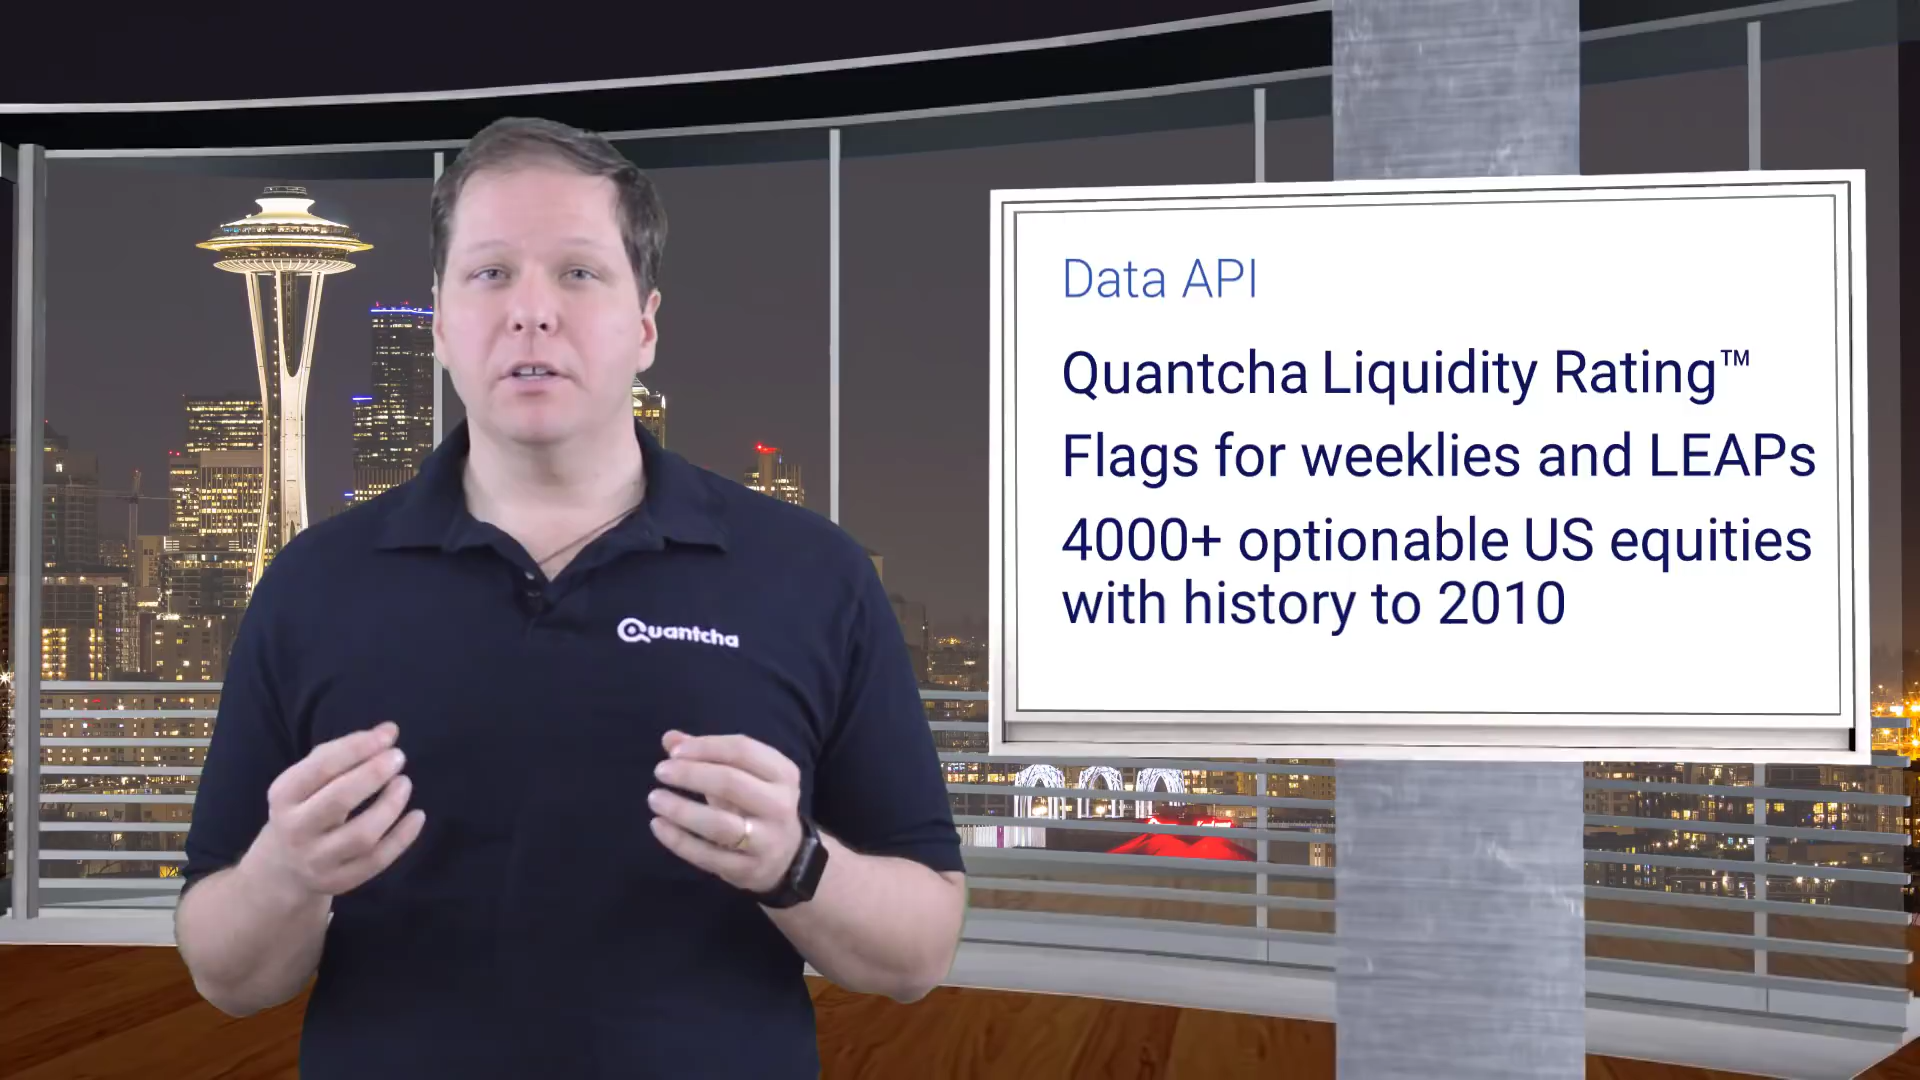 Data API
Quantcha Liquidity Rating™
Flags for weeklies and LEAPs
4000+ optionable US equities
with history to 2010
Quantcha